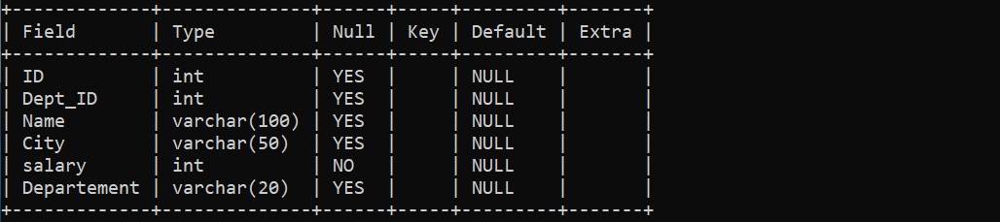 +-------------+--------------+------+-----+---------+-------+
| Field       | Type         | Null | Key | Default | Extra |
+-------------+--------------+------+-----+---------+-------+
| ID          | int          | YES  |     | NULL    |       |
| Dept_ID     | int          | YES  |     | NULL    |       |
| Name        | varchar(100) | YES  |     | NULL    |       |
| City        | varchar(50)  | YES  |     | NULL    |       |
| salary      | int          | NO   |     | NULL    |       |
| Departement | varchar(20)  | YES  |     | NULL    |       |
+-------------+--------------+------+-----+---------+-------+